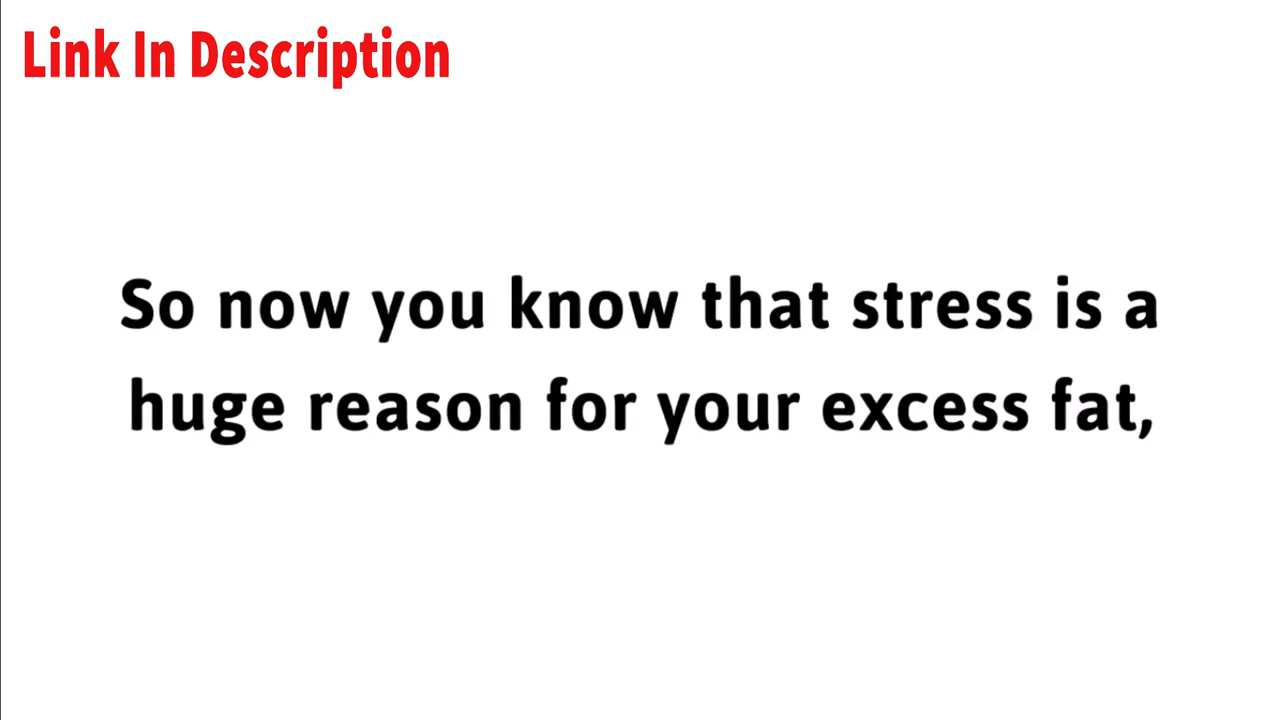 Link In Description
So now you know that stress is a
huge reason for your excess fat,